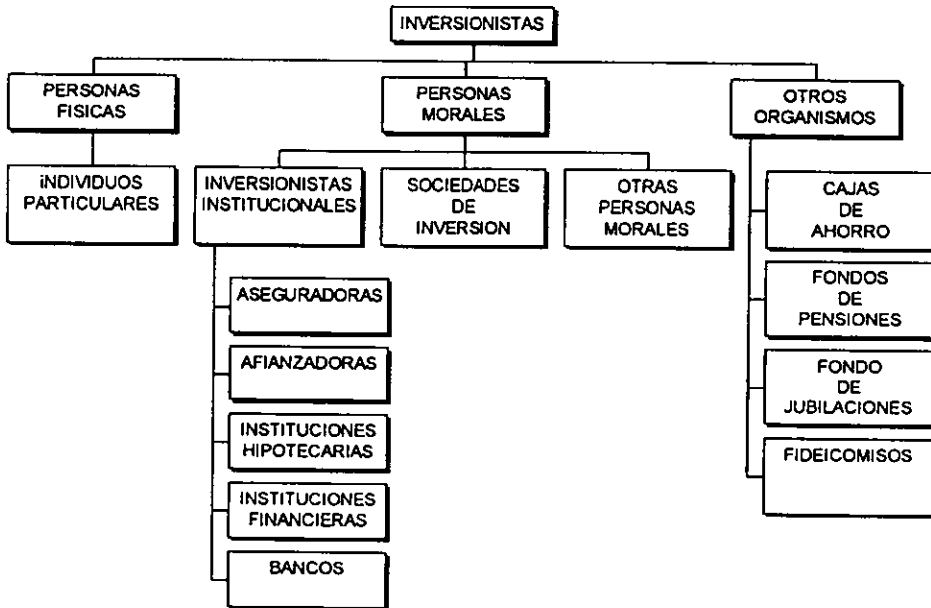 INVERSIONISTAS
PERSONAS
FISICAS
PERSONAS
MORALES
OTROS
ORGANISMOS
iNDIVIDUOS
PARTICULARES
INVERSIONISTAS
INSTITUCIONALES
SOCIEDADES
DE
INVERSION
OTRAS
PERSONAS
MORALES
CAJAS
DE
AHORRO
FONDOS
DE
PENSIONES
FONDO
DE
JUBILACIONES
FIDEICOMISOS
ASEGURADORAS
AFIANZADORAS
INSTITUCIONES
HIPOTECARIAS
INSTITUCIONES
FINANCIERAS
BANCOS